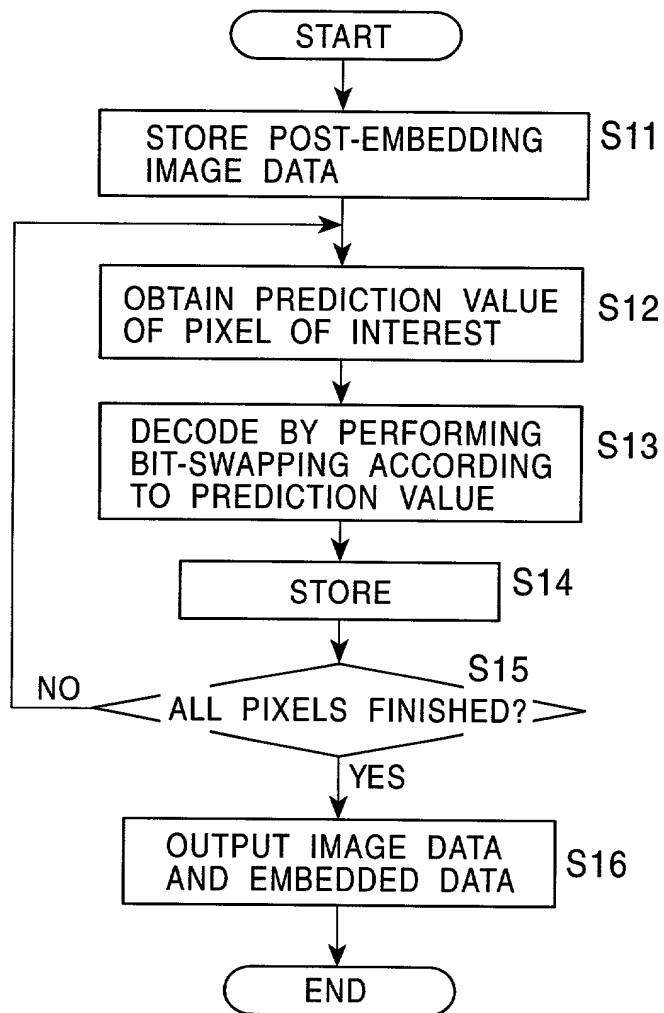 START
STORE POST-EMBEDDING
IMAGE DATA
S11
OBTAIN PREDICTION VALUE
OF PIXEL OF INTEREST
S12
DECODE BY PERFORMING
BIT-SWAPPING ACCORDING
TO PREDICTION VALUE
S13
STORE
S14
S15
NO
ALL PIXELS FINISHED?
YES
OUTPUT IMAGE DATA
AND EMBEDDED DATA
S16
END